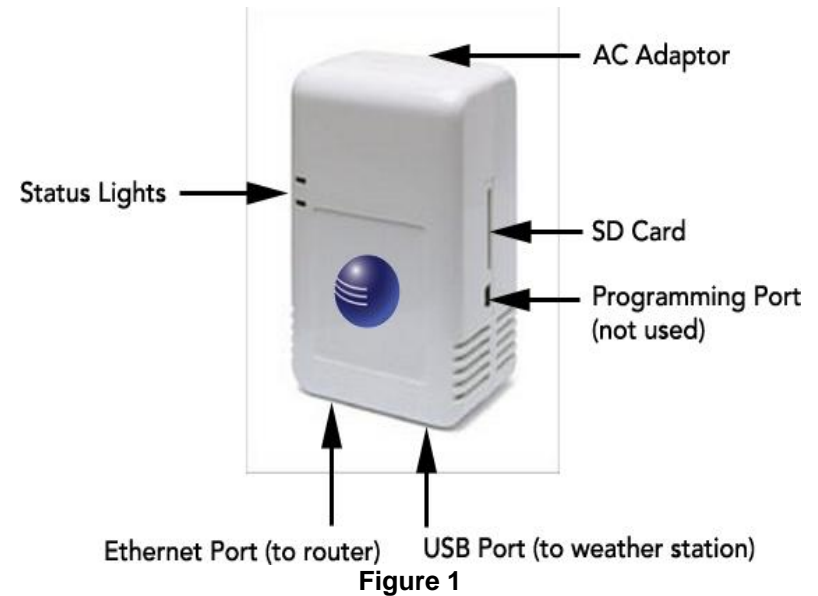 AC Adaptor
Status Lights
SD Card
Programming Port
(not used)
Ethernet Port (to router)
USB Port (to weather station)
Figure 1